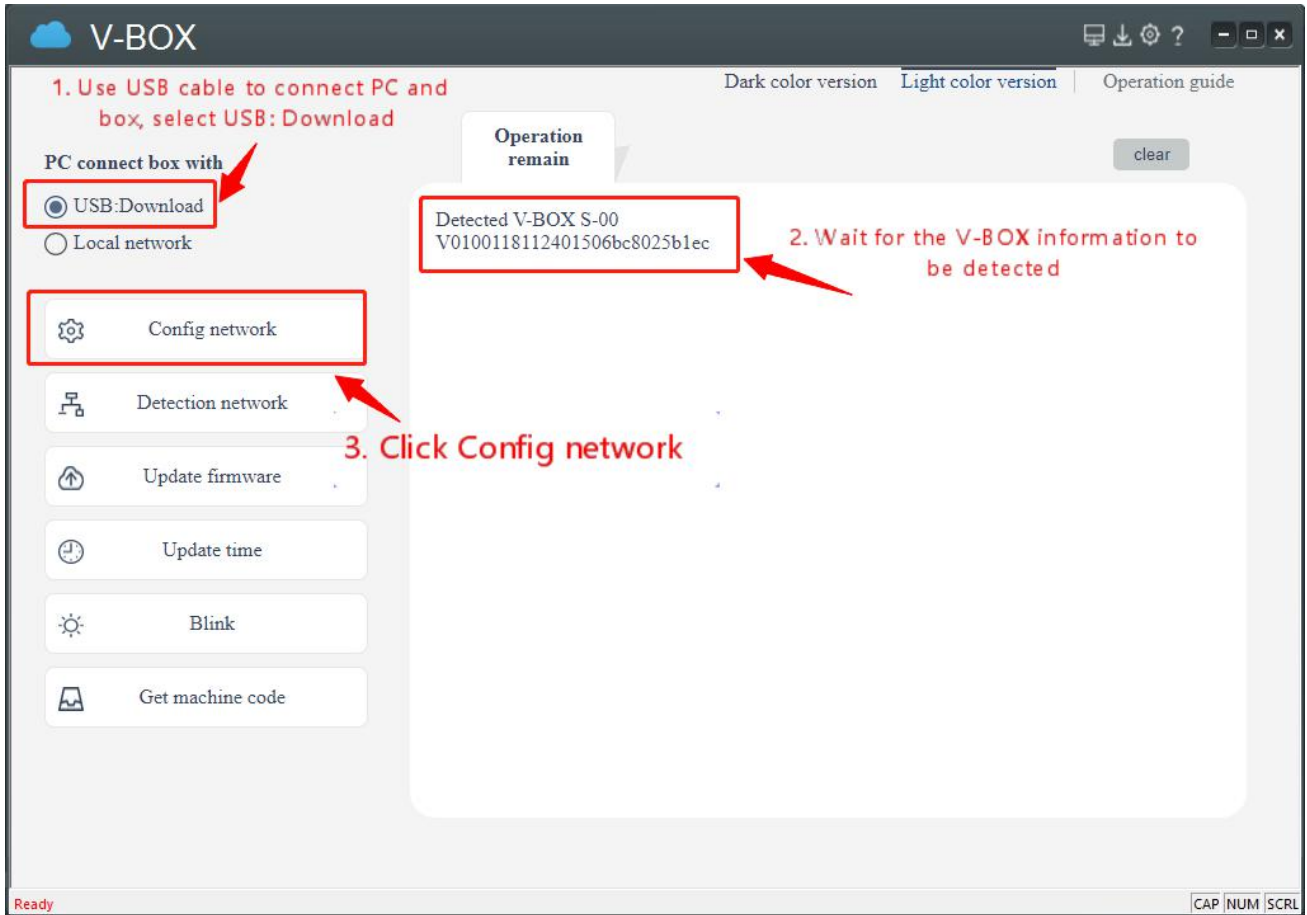 V-BOX
1. Use USB cable to connect PC and
box, select USB: Download
Dark color version
Light color version
Operation guide
PC connect box with
Operation
remain
clear
USB:Download
Local network
Detected V-BOX S-00
V0100118112401506bc8025b1ec
2. Wait for the V-BOX information to
be detected
Config network
Detection network
3. Click Config network
Update firmware
Update time
Blink
Get machine code
Ready
CAP NUM SCRL